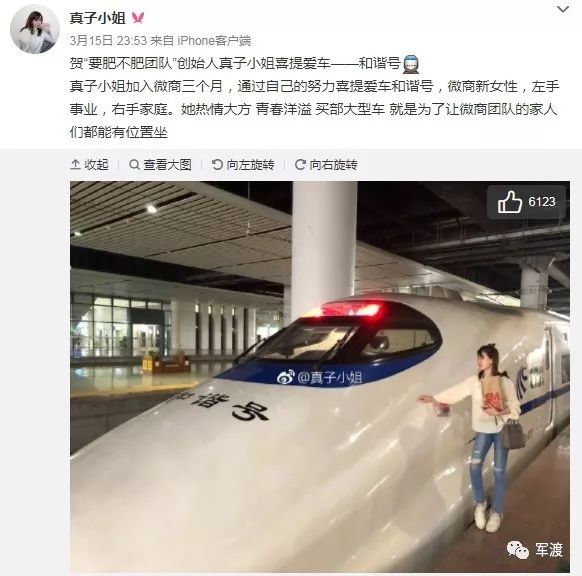 真子小姐
3月15日 23:53 来自 iPhone客户端
贺“要肥不肥团队”创始人真子小姐喜提爱车——和谐号
真子小姐加入微商三个月，通过自己的努力喜提爱车和谐号，微商新女性，左手
事业，右手家庭。她热情大方 青春洋溢 买部大型车 就是为了让微商团队的家人
们都能有位置坐
收起 查看大图 向左旋转 向右旋转
6123
@真子小姐
和谐号
军渡